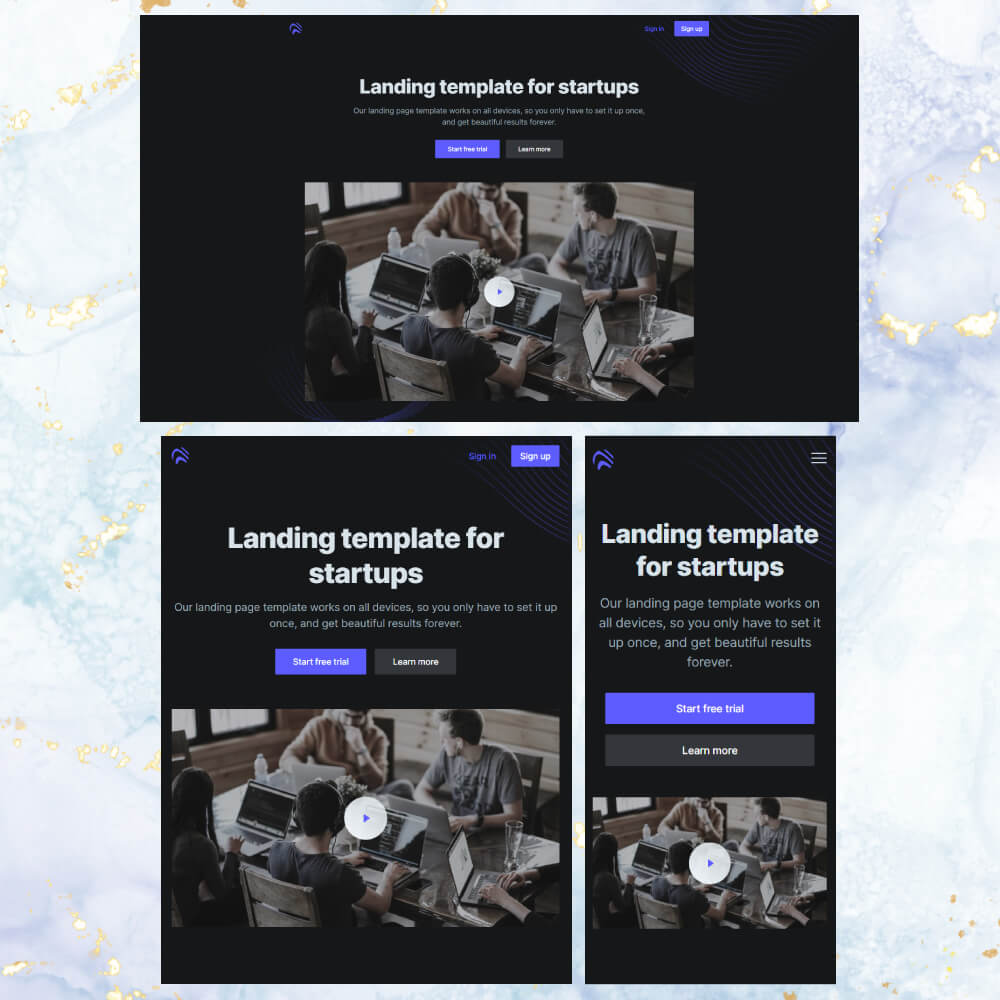 Sign in
Sign up
Landing template for startups
Our landing page template works on all devices, so you only have to set it up once,
and get beautiful results forever.
Start free trial
Learn more
Sign in
Sign up
Landing template for
startups
Our landing page template works on all devices, so you only have to set it up
once, and get beautiful results forever.
Start free trial
Learn more
Landing template
for startups
Our landing page template works on
all devices, so you only have to set it
up once, and get beautiful results
forever.
Start free trial
Learn more